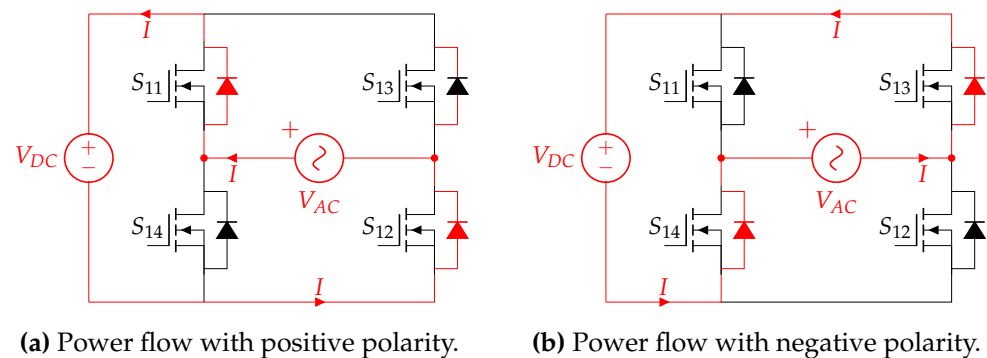 I I
S11 S13 S11 S13
+ +
VDC + − I VDC + − I
VAC VAC
S14 S12 S14 S12
I I
(a) Power flow with positive polarity. (b) Power flow with negative polarity.